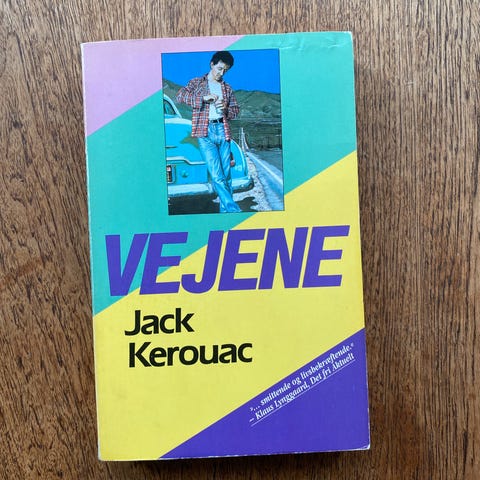 VEJENE
Jack
Kerouac
»... smittende og livsbekræftende.«
– Klaus Lynggaard, Det fri Aktuelt